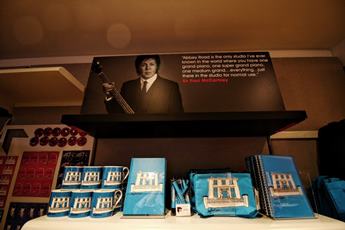 "Abbey Road is the only studio I've ever
known in the world where you have one
grand piano, one super grand piano,
one medium grand...everything...just
there in the studio for normal use."
Sir Paul McCartney